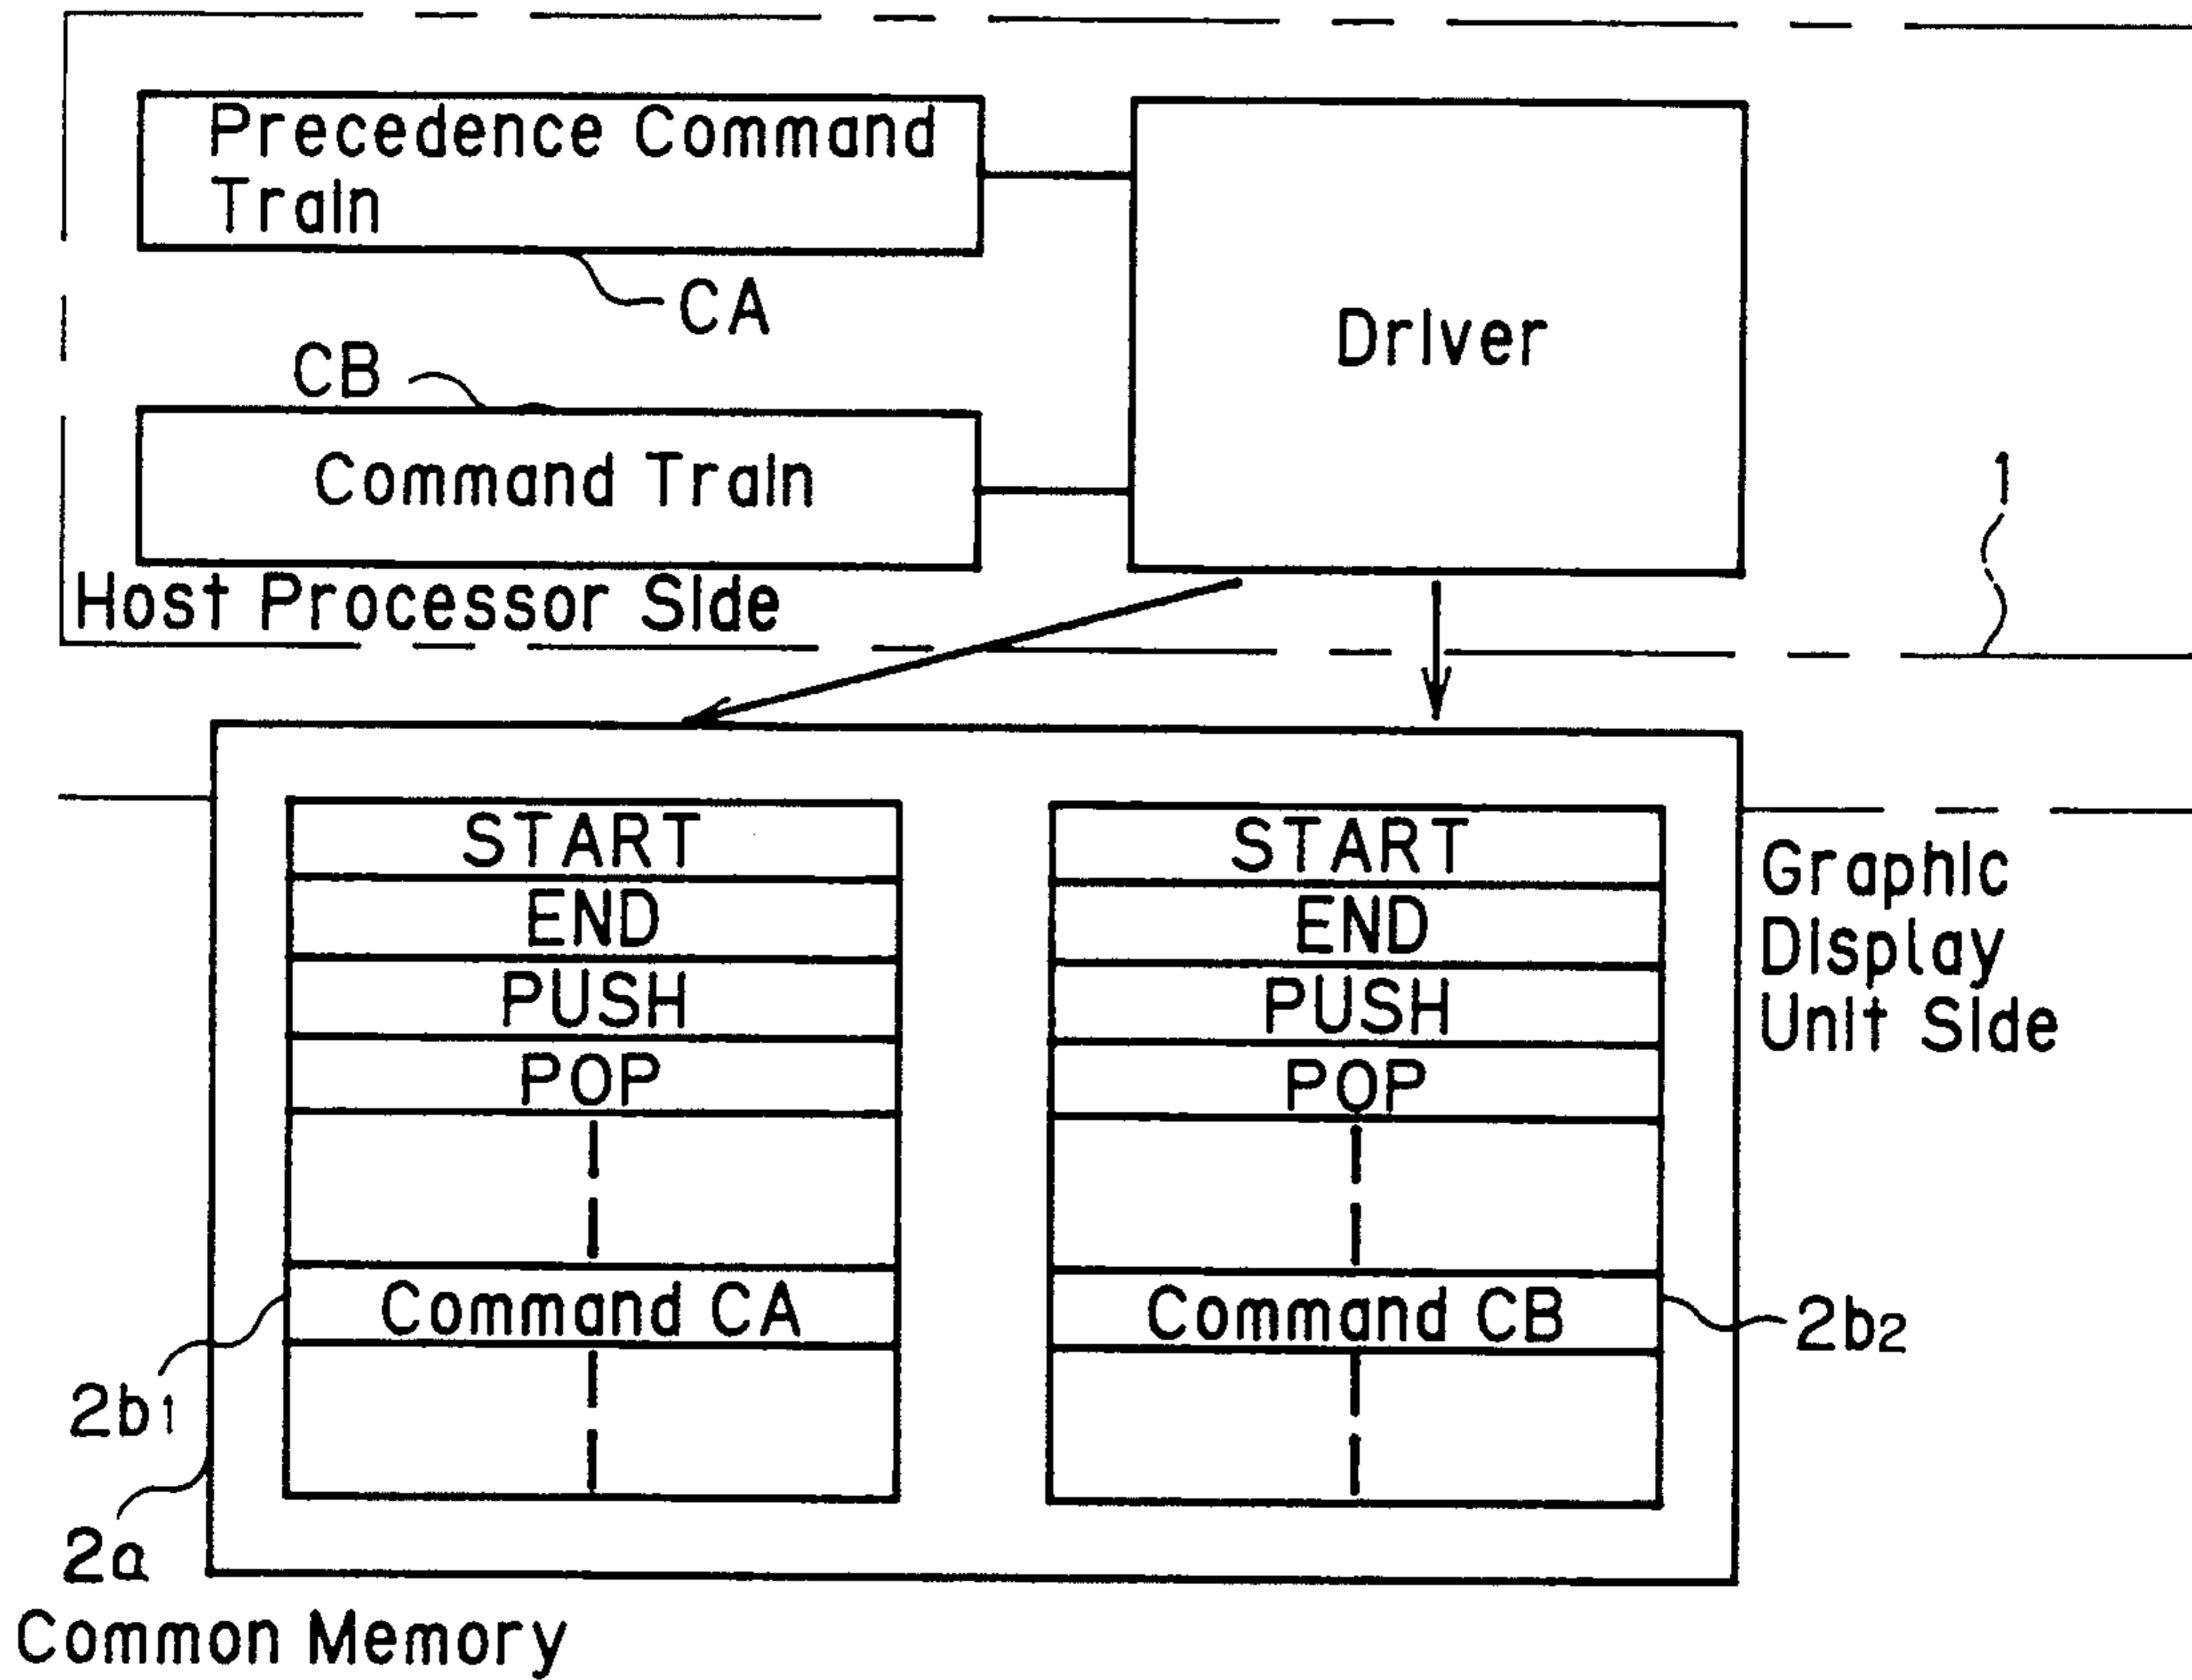 Precedence Command
Train
CA
CB
Command Train
Driver
Host Processor Side
1
START
END
PUSH
POP
Command CA
START
END
PUSH
POP
Command CB
Graphic
Display
Unit Side
2b1
2b2
2a
Common Memory